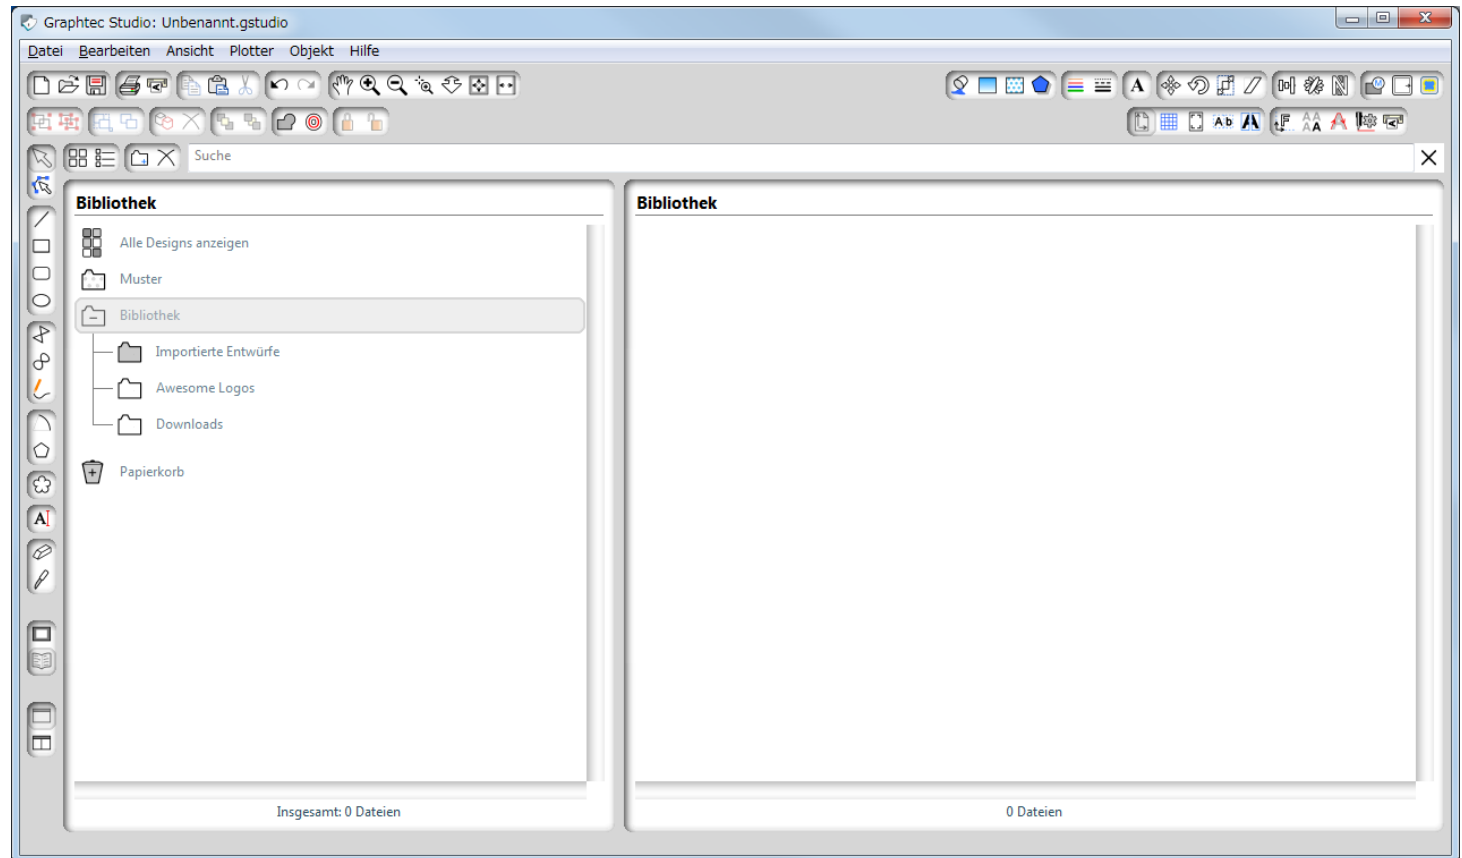 Graphtec Studio: Unbenannt.gstudio
Datei Bearbeiten Ansicht Plotter Objekt Hilfe
Suche
Bibliothek
Alle Designs anzeigen
Muster
Bibliothek
Importierte Entwürfe
Awesome Logos
Downloads
Papierkorb
Insgesamt: 0 Dateien
Bibliothek
0 Dateien